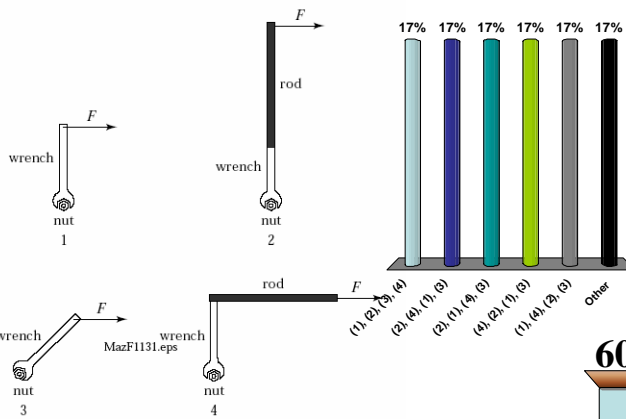 F
wrench
nut
1
F
rod
wrench
nut
2
F
wrench
MazF1131.eps
nut
3
rod
F
wrench
nut
4
17% 17% 17% 17% 17% 17%
(1), (2), (3), (4)
(2), (4), (1), (3)
(2), (1), (4), (3)
(4), (2), (1), (3)
(1), (4), (2), (3)
Other
60